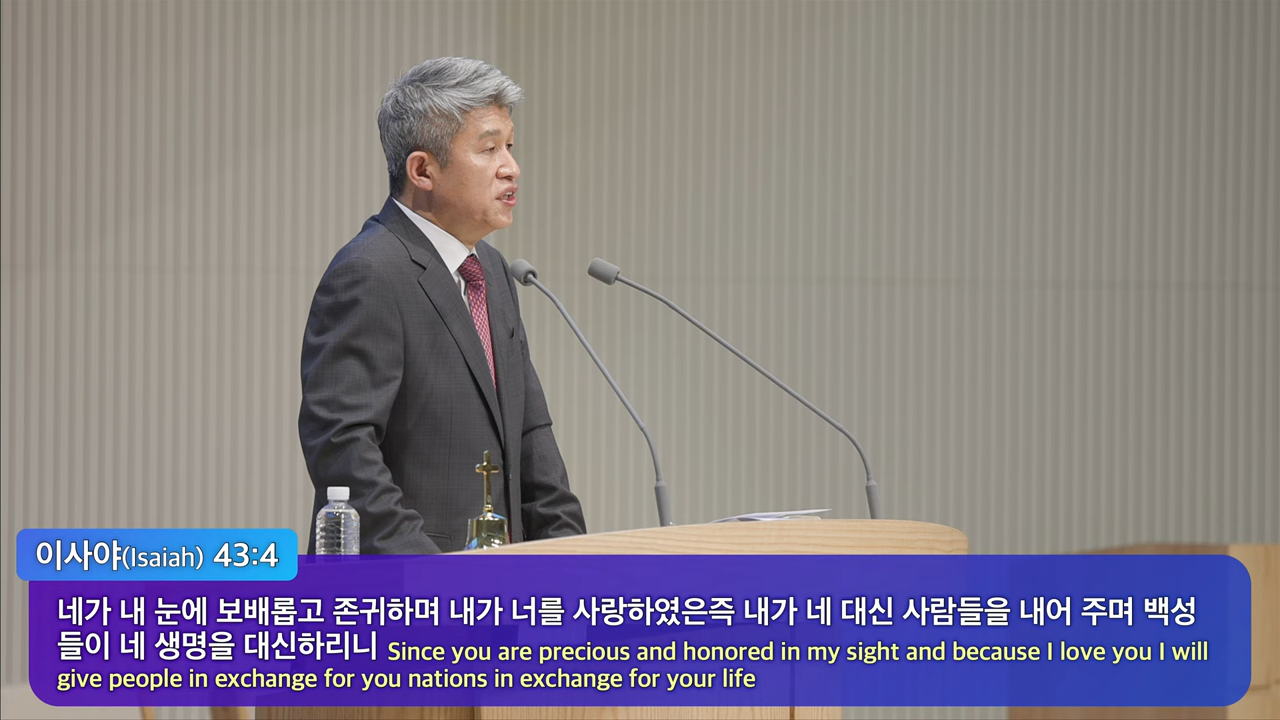 이사야(Isaiah) 43:4
네가 내 눈에 보배롭고 존귀하며 내가 너를 사랑하였은즉 내가 네 대신 사람들을 내어 주며 백성
들이 네 생명을 대신하리니 Since you are precious and honored in my sight and because I love you I will
give people in exchange for you nations in exchange for your life